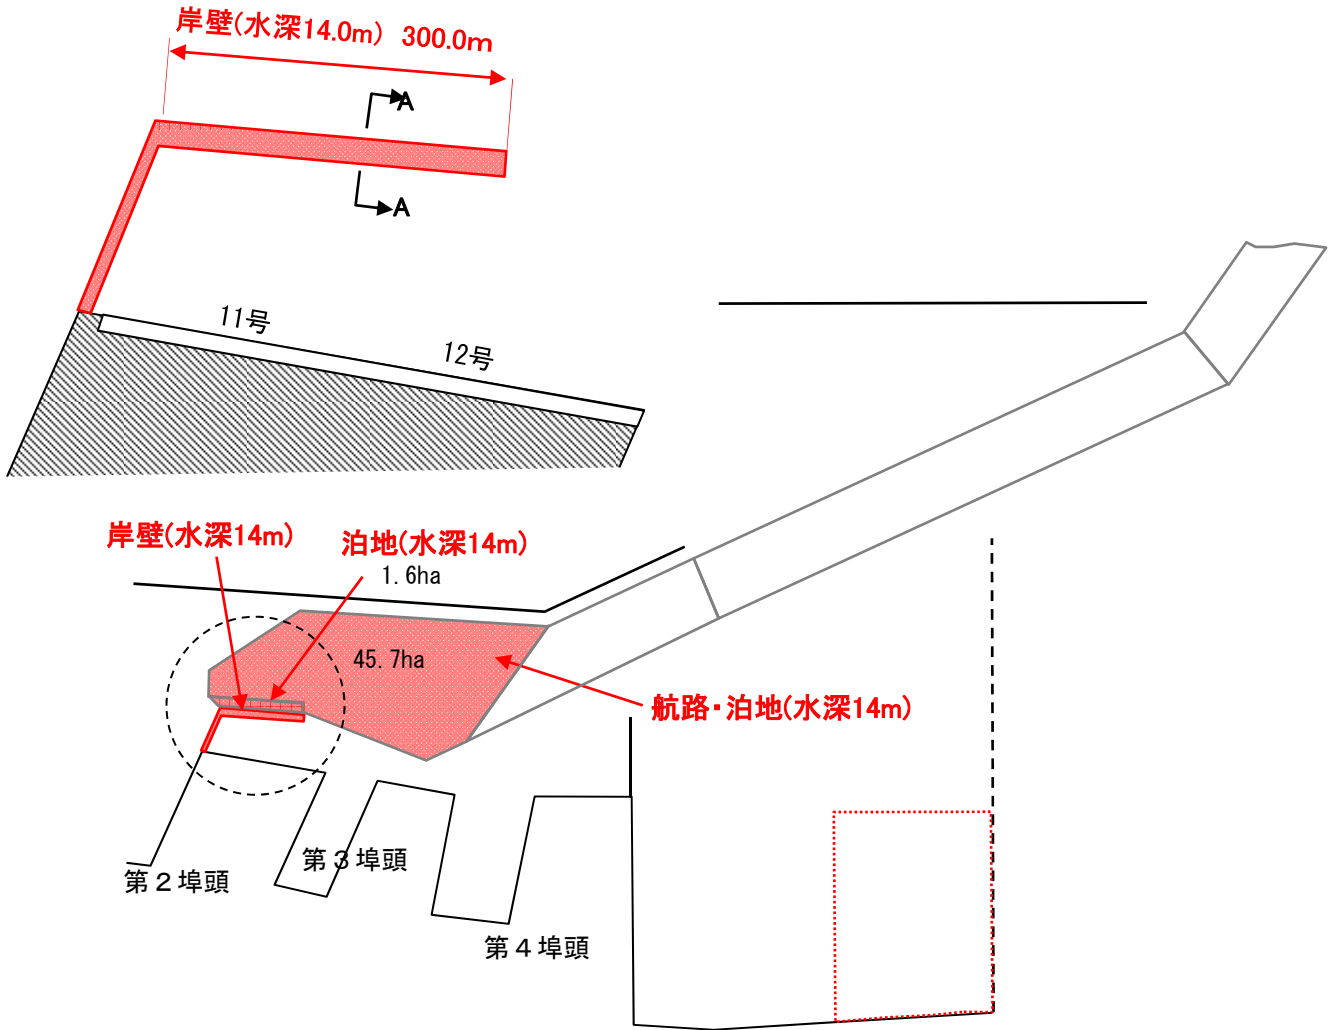 岸壁(水深14.0m) 300.0m
A
A
11号
12号
岸壁(水深14m)
泊地(水深14m)
1.6ha
45.7ha
航路・泊地(水深14m)
第3埠頭
第2埠頭
第4埠頭